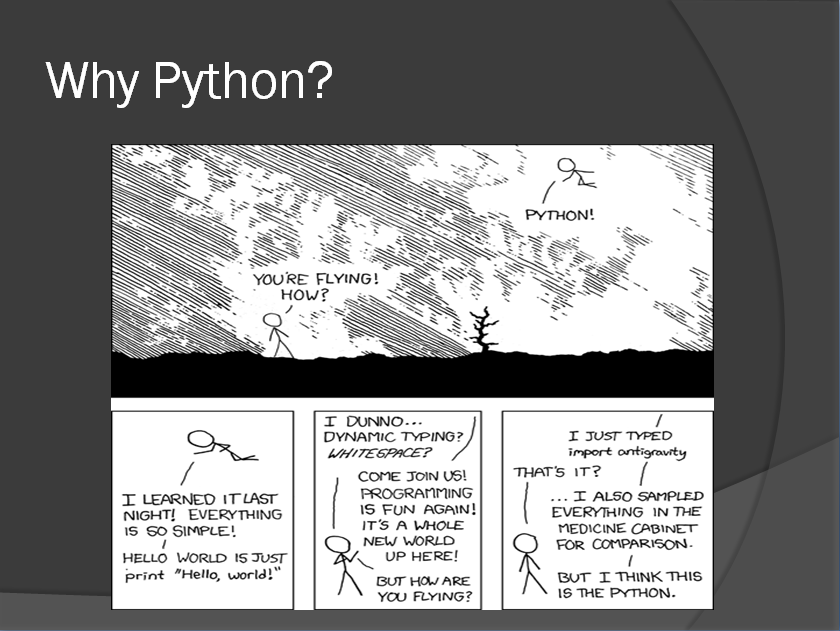 Why Python?
YOU'RE FLYING!
HOW?
PYTHON!
I LEARNED IT LAST
NIGHT! EVERYTHING
IS SO SIMPLE!
HELLO WORLD IS JUST
print "Hello, world!"
I DUNNO...
DYNAMIC TYPING?
WHITESPACE?
COME JOIN US!
PROGRAMMING
IS FUN AGAIN!
IT'S A WHOLE
NEW WORLD
UP HERE!
BUT HOW ARE
YOU FLYING?
I JUST TYPED
import antigravity
THAT'S IT?
... I ALSO SAMPLED
EVERYTHING IN THE
MEDICINE CABINET
FOR COMPARISON.
BUT I THINK THIS
IS THE PYTHON.